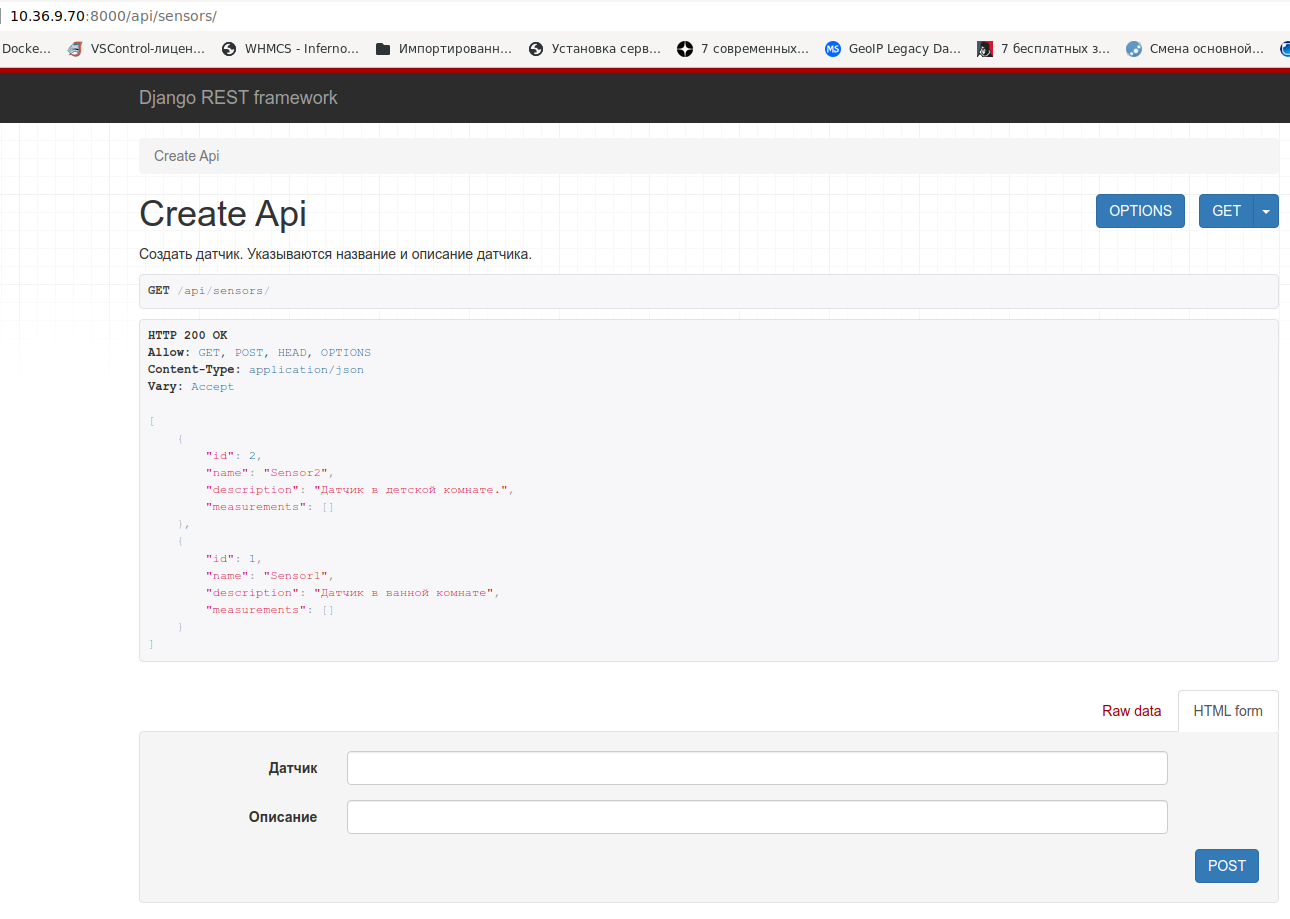 10.36.9.70:8000/api/sensors/
Docke... VSControl-лицен... WHMCS - Inferno... Импортированн... Установка серв... 7 современных... MS GeoIP Legacy Da... 7 бесплатных з... Смена основной...
Django REST framework
Create Api
Create Api OPTIONS GET
Создать датчик. Указываются название и описание датчика.
GET /api/sensors/
HTTP 200 OK
Allow: GET, POST, HEAD, OPTIONS
Content-Type: application/json
Vary: Accept
[
{
"id": 2,
"name": "Sensor2",
"description": "Датчик в детской комнате.",
"measurements": []
},
{
"id": 1,
"name": "Sensor1",
"description": "Датчик в ванной комнате",
"measurements": []
}
]
Raw data HTML form
Датчик
Описание
POST